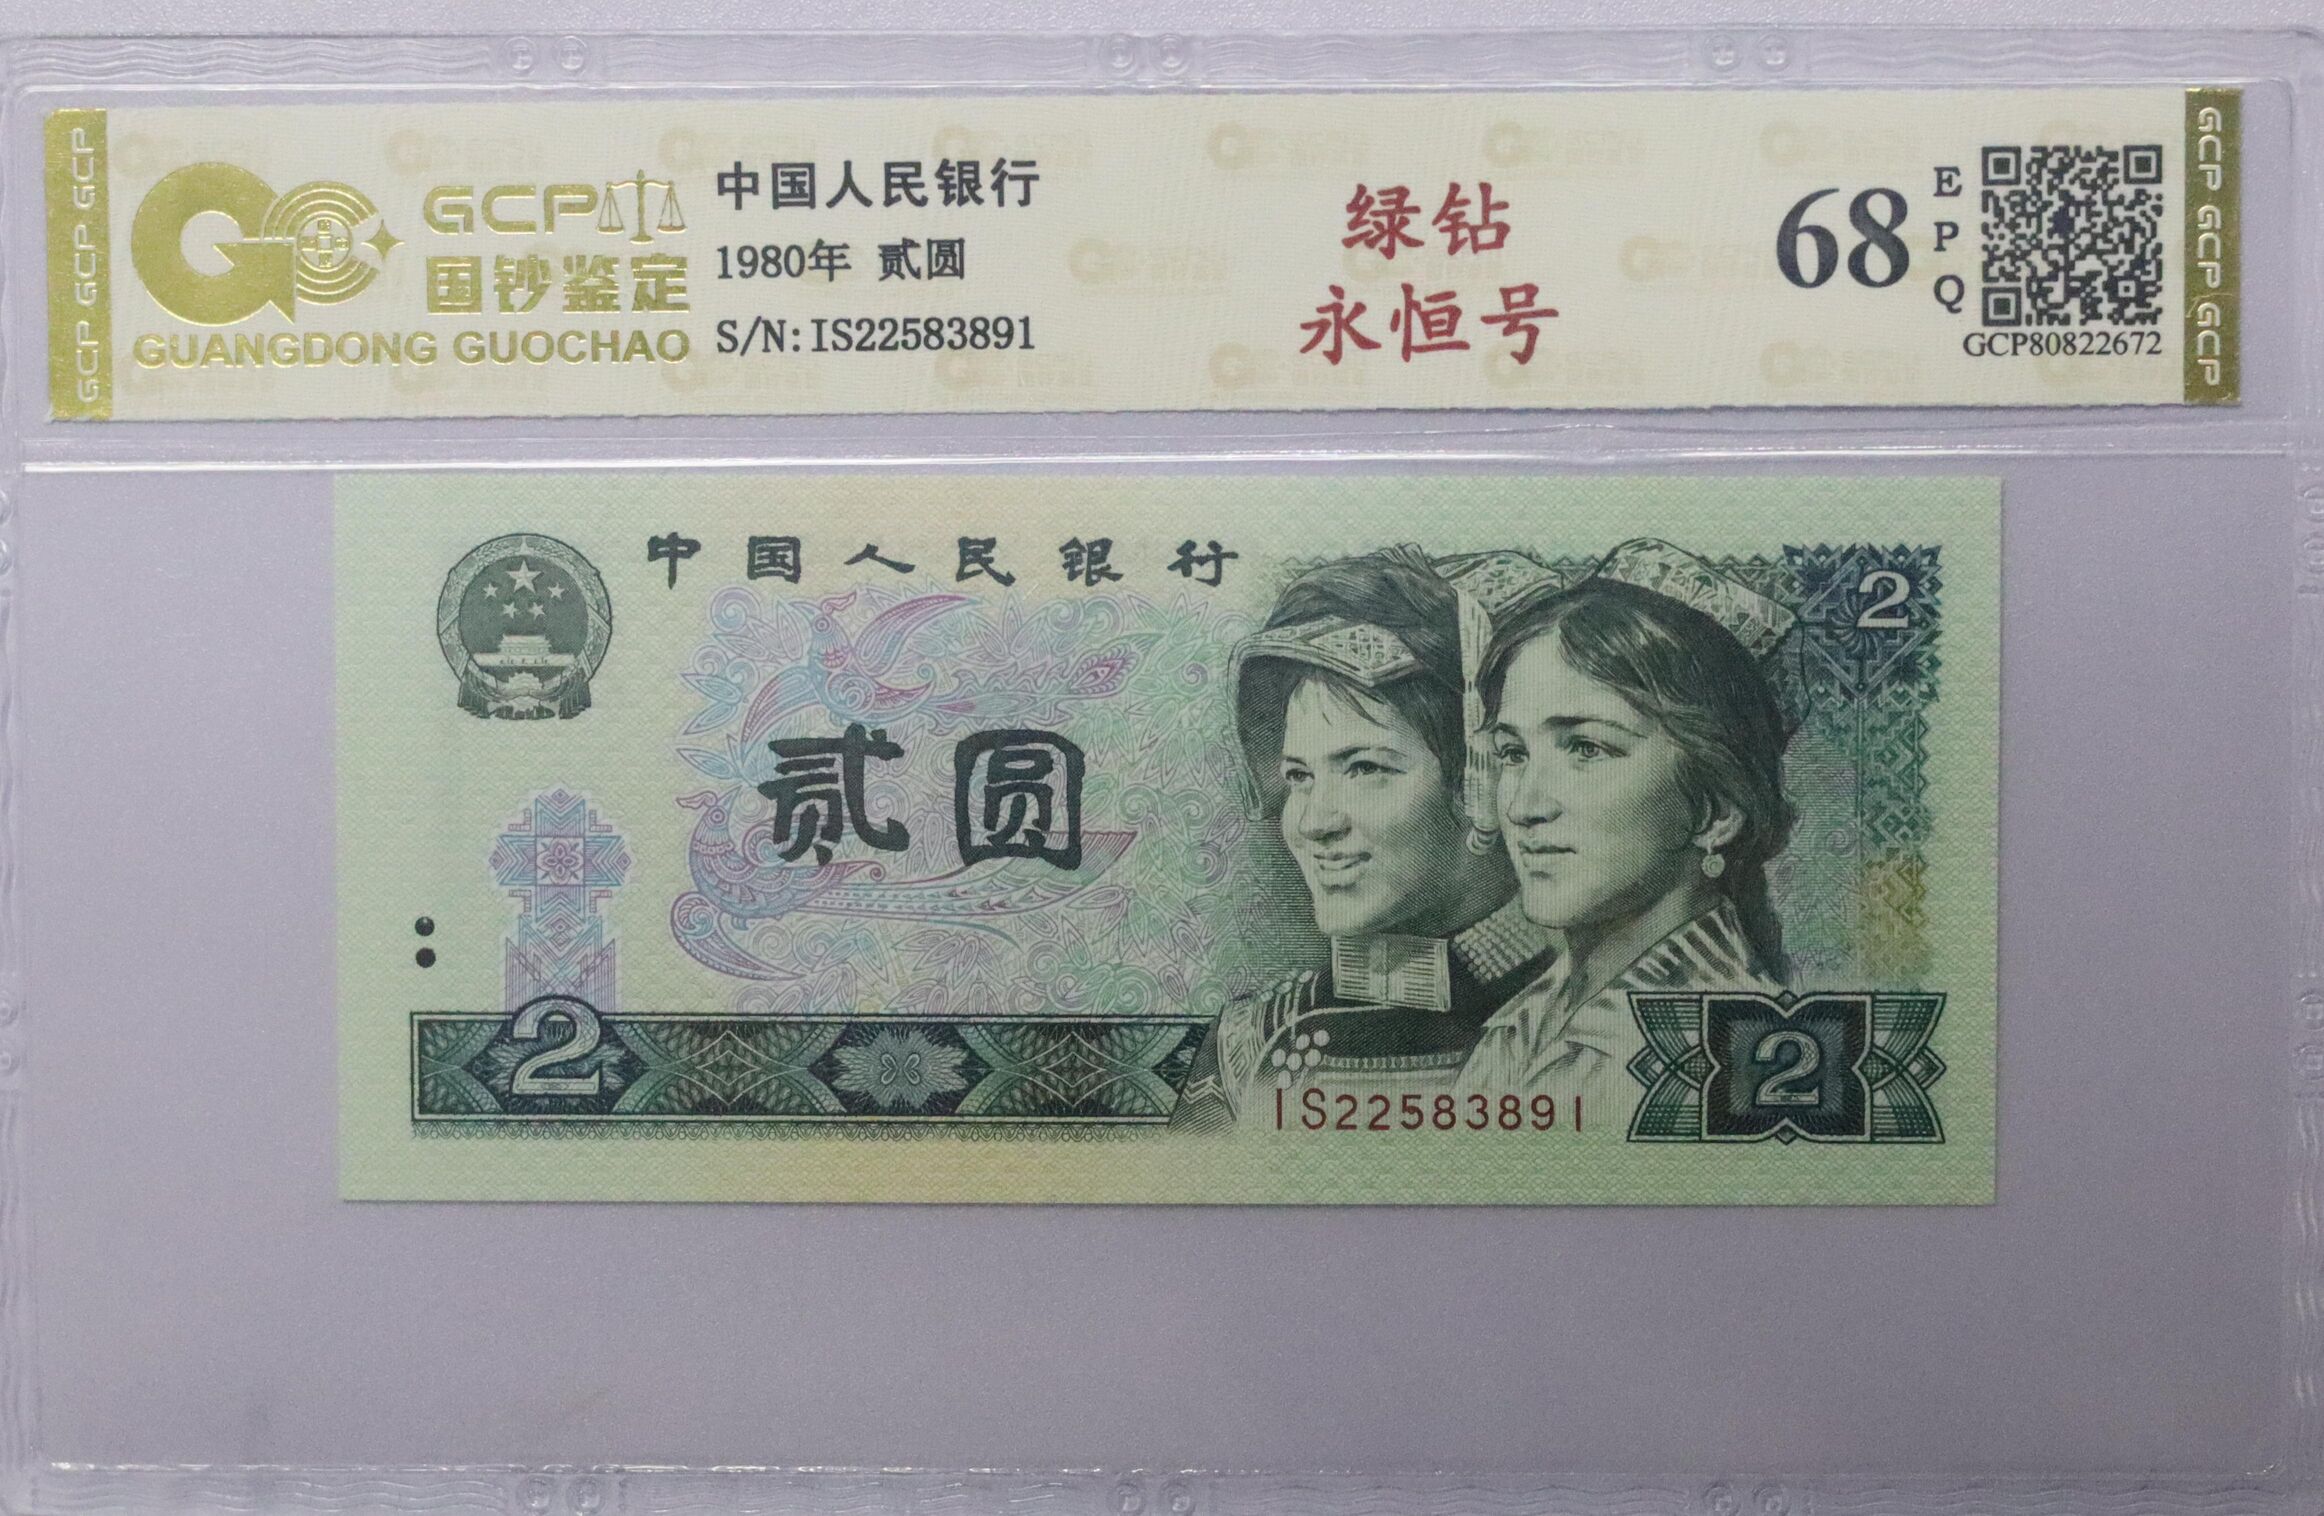 GCP GCP GCP
GCP
国钞鉴定
GUANGDONG GUOCHAO
中国人民银行
1980年 贰圆
S/N: IS22583891
绿钻
永恒号
68
E
P
Q
GCP80822672
GCP GCP GCP
中国人民银行
2
贰圆
2
IS22583891
2